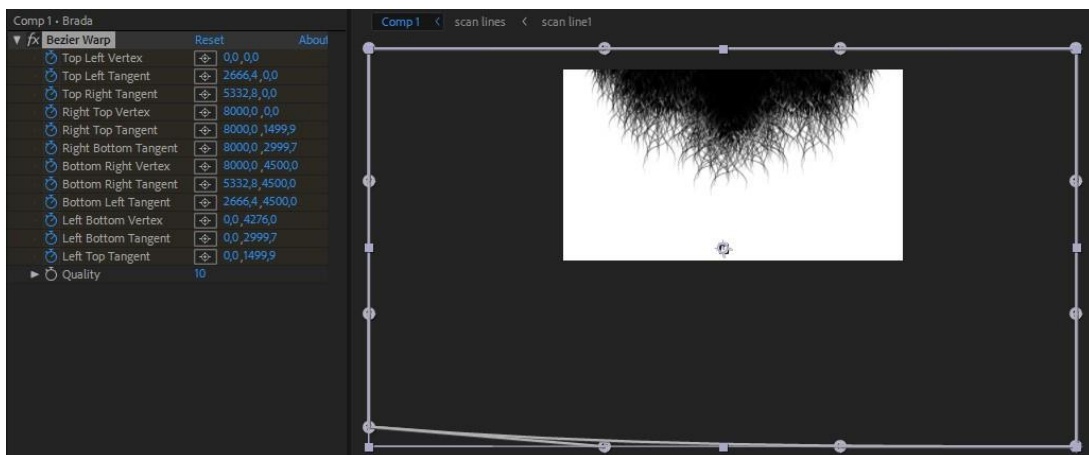 Comp 1 • Brada
Comp 1 < scan lines < scan line1
fx Bezier Warp Reset About
Top Left Vertex 0,0 ,0,0
Top Left Tangent 2666,4 ,0,0
Top Right Tangent 5332,8 ,0,0
Right Top Vertex 8000,0 ,0,0
Right Top Tangent 8000,0 ,1499,9
Right Bottom Tangent 8000,0 ,2999,7
Bottom Right Vertex 8000,0 ,4500,0
Bottom Right Tangent 5332,8 ,4500,0
Bottom Left Tangent 2666,4 ,4500,0
Left Bottom Vertex 0,0 ,4276,0
Left Bottom Tangent 0,0 ,2999,7
Left Top Tangent 0,0 ,1499,9
Quality 10